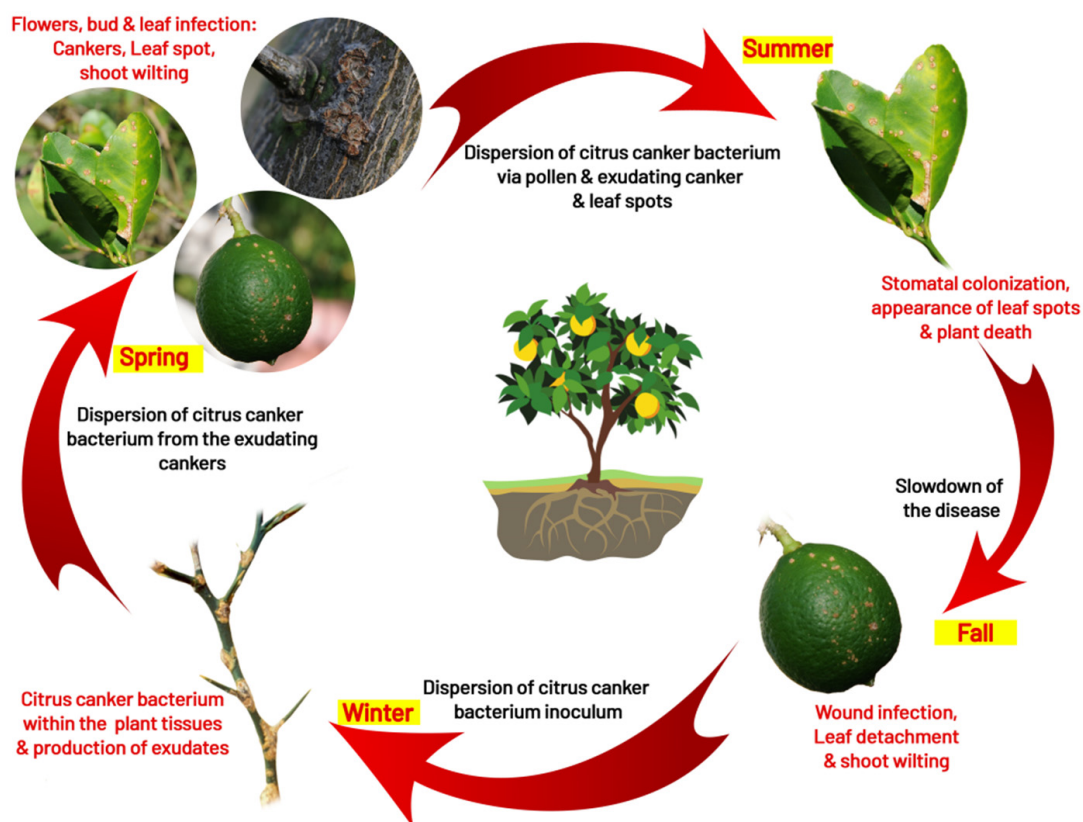 Flowers, bud & leaf infection:
Cankers, Leaf spot,
shoot wilting
Summer
Dispersion of citrus canker bacterium
via pollen & exudating canker
& leaf spots
Stomatal colonization,
appearance of leaf spots
& plant death
Spring
Dispersion of citrus canker
bacterium from the exudating
cankers
Slowdown of
the disease
Fall
Wound infection,
Leaf detachment
& shoot wilting
Dispersion of citrus canker
bacterium inoculum
Winter
Citrus canker bacterium
within the plant tissues
& production of exudates